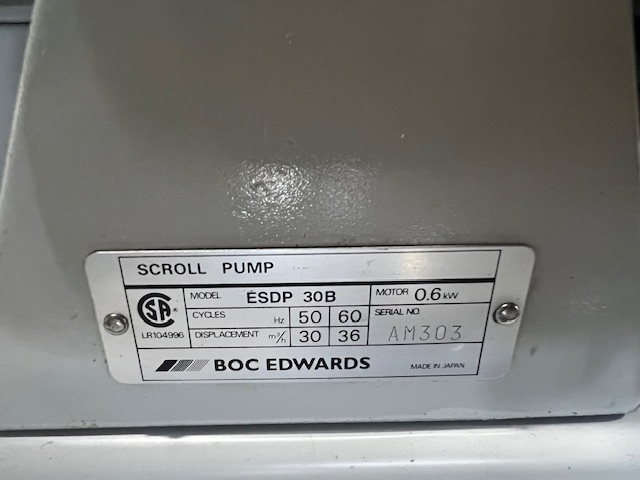 SCROLL PUMP
SA
LR104996
MODEL ESDP 30B MOTOR 0.6 kW
CYCLES Hz 50 60 SERIAL NO.
DISPLACEMENT m³/h 30 36 AM303
BOC EDWARDS MADE IN JAPAN